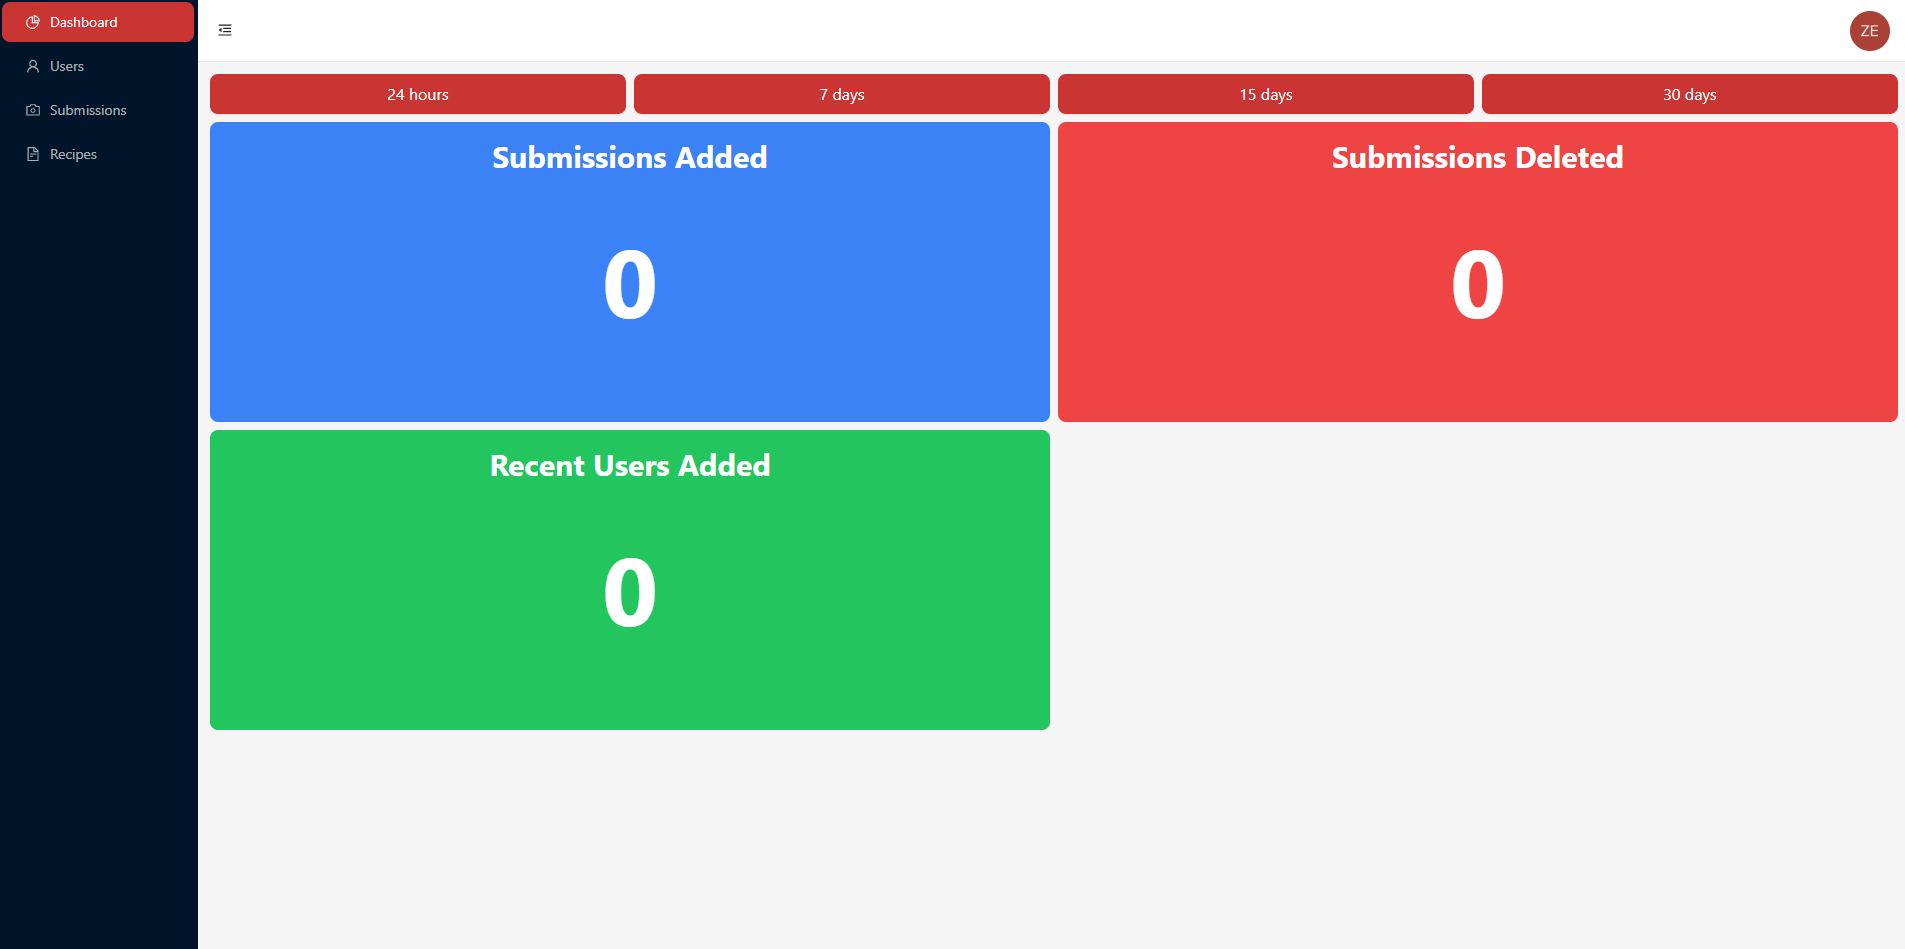 Dashboard
Users
Submissions
Recipes
ZE
24 hours
7 days
15 days
30 days
Submissions Added
0
Submissions Deleted
0
Recent Users Added
0